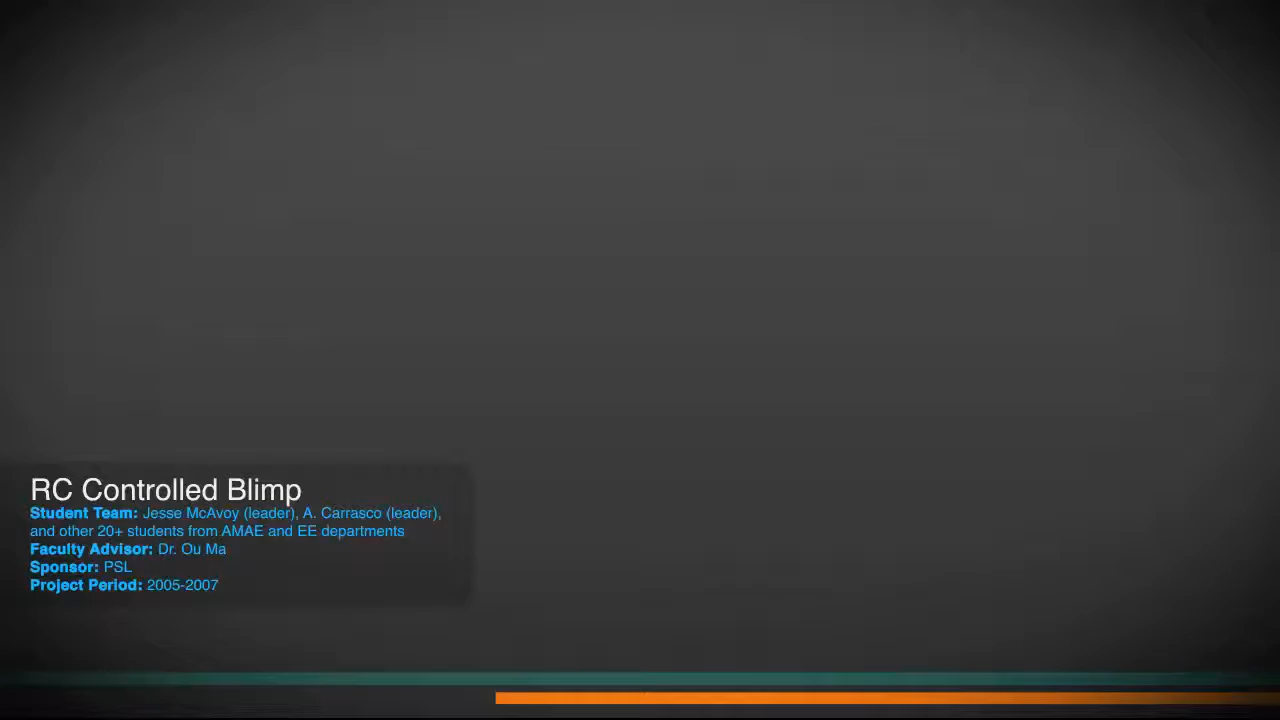 RC Controlled Blimp
Student Team: Jesse McAvoy (leader), A. Carrasco (leader),
and other 20+ students from AMAE and EE departments
Faculty Advisor: Dr. Ou Ma
Sponsor: PSL
Project Period: 2005-2007